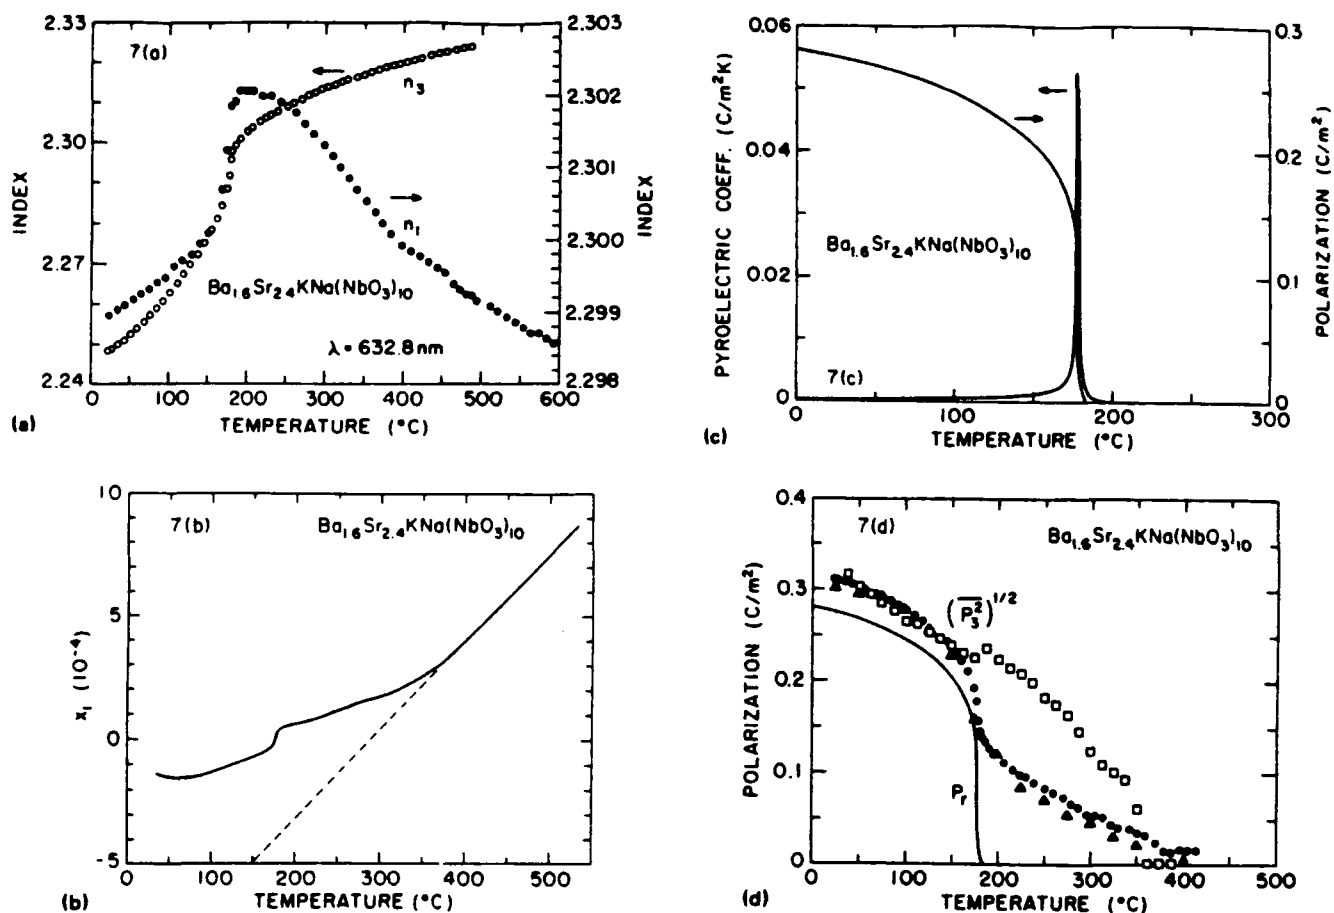 2.33
2.30
2.27
2.24
INDEX
7(a)
n₃
n₁
Ba₁.₆Sr₂.₄KNa(NbO₃)₁₀
λ = 632.8 nm
2.303
2.302
2.301
2.300
2.299
2.298
INDEX
0 100 200 300 400 500 600
(a) TEMPERATURE (°C)
0.06
0.04
0.02
0
PYROELECTRIC COEFF. (C/m²K)
Ba₁.₆Sr₂.₄KNa(NbO₃)₁₀
7(c)
0.3
0.2
0.1
0
POLARIZATION (C/m²)
0 100 200 300
(c) TEMPERATURE (°C)
10
5
0
-5
x₁ (10⁻⁴)
7(b) Ba₁.₆Sr₂.₄KNa(NbO₃)₁₀
0 100 200 300 400 500
(b) TEMPERATURE (°C)
0.4
0.3
0.2
0.1
0
POLARIZATION (C/m²)
7(d) Ba₁.₆Sr₂.₄KNa(NbO₃)₁₀
(P̅₃²)^1/2
Pᵣ
0 100 200 300 400 500
(d) TEMPERATURE (°C)